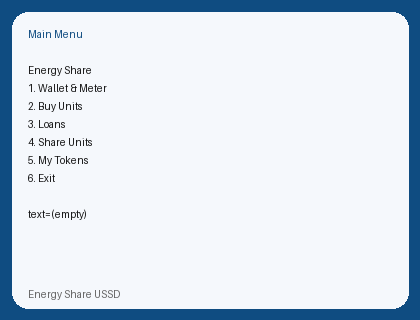 Main Menu
Energy Share
1. Wallet & Meter
2. Buy Units
3. Loans
4. Share Units
5. My Tokens
6. Exit
text=(empty)
Energy Share USSD